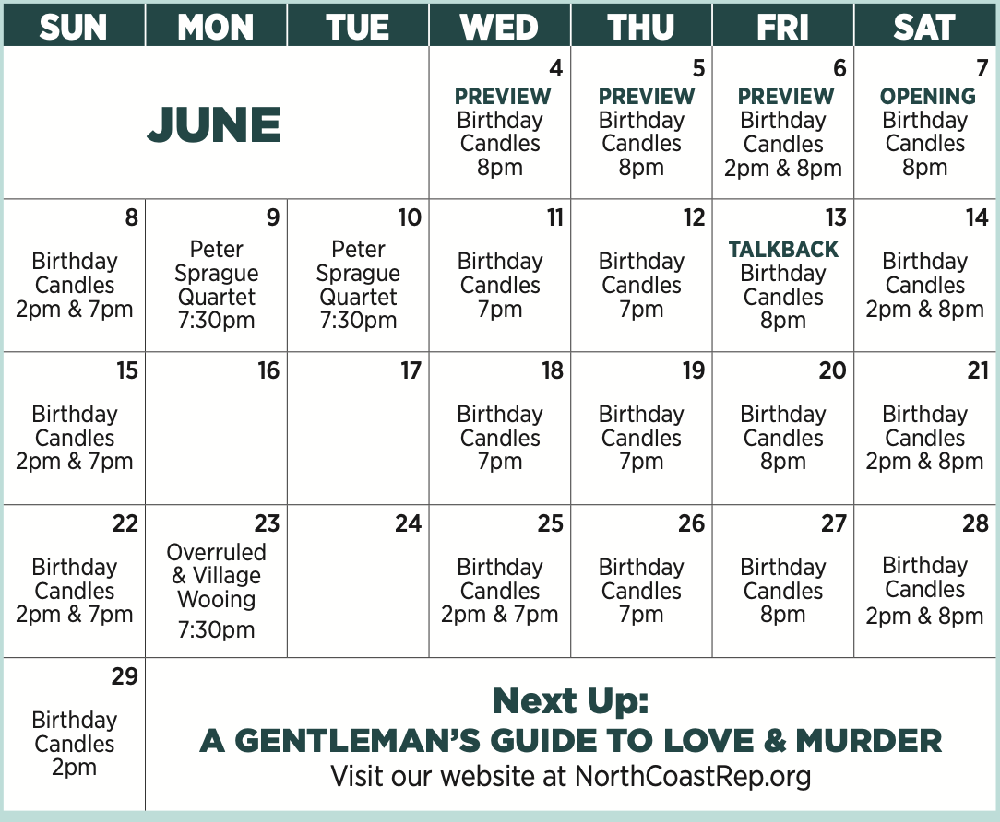 SUN MON TUE WED THU FRI SAT
JUNE
4
PREVIEW
Birthday
Candles
8pm
5
PREVIEW
Birthday
Candles
8pm
6
PREVIEW
Birthday
Candles
2pm & 8pm
7
OPENING
Birthday
Candles
8pm
8
Birthday
Candles
2pm & 7pm
9
Peter
Sprague
Quartet
7:30pm
10
Peter
Sprague
Quartet
7:30pm
11
Birthday
Candles
7pm
12
Birthday
Candles
7pm
13
TALKBACK
Birthday
Candles
8pm
14
Birthday
Candles
2pm & 8pm
15
Birthday
Candles
2pm & 7pm
16
17
18
Birthday
Candles
7pm
19
Birthday
Candles
7pm
20
Birthday
Candles
8pm
21
Birthday
Candles
2pm & 8pm
22
Birthday
Candles
2pm & 7pm
23
Overruled
& Village
Wooing
7:30pm
24
25
Birthday
Candles
2pm & 7pm
26
Birthday
Candles
7pm
27
Birthday
Candles
8pm
28
Birthday
Candles
2pm & 8pm
29
Birthday
Candles
2pm
Next Up:
A GENTLEMAN’S GUIDE TO LOVE & MURDER
Visit our website at NorthCoastRep.org